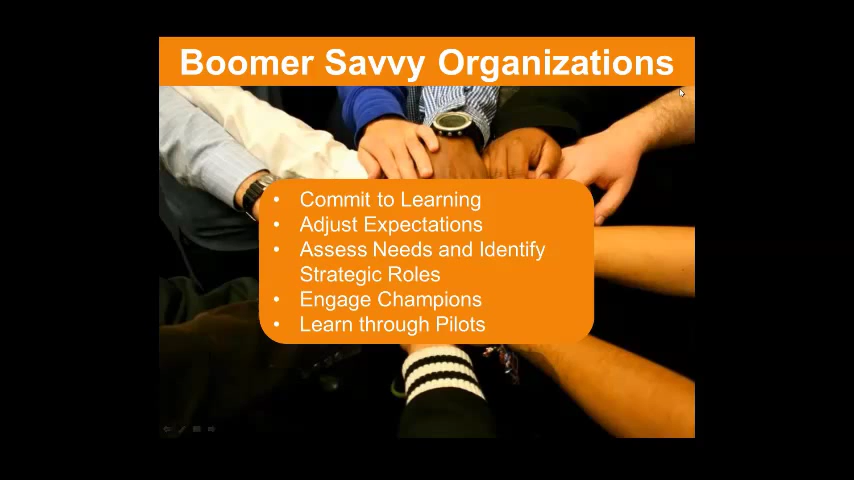 Boomer Savvy Organizations
• Commit to Learning
• Adjust Expectations
• Assess Needs and Identify
Strategic Roles
• Engage Champions
• Learn through Pilots